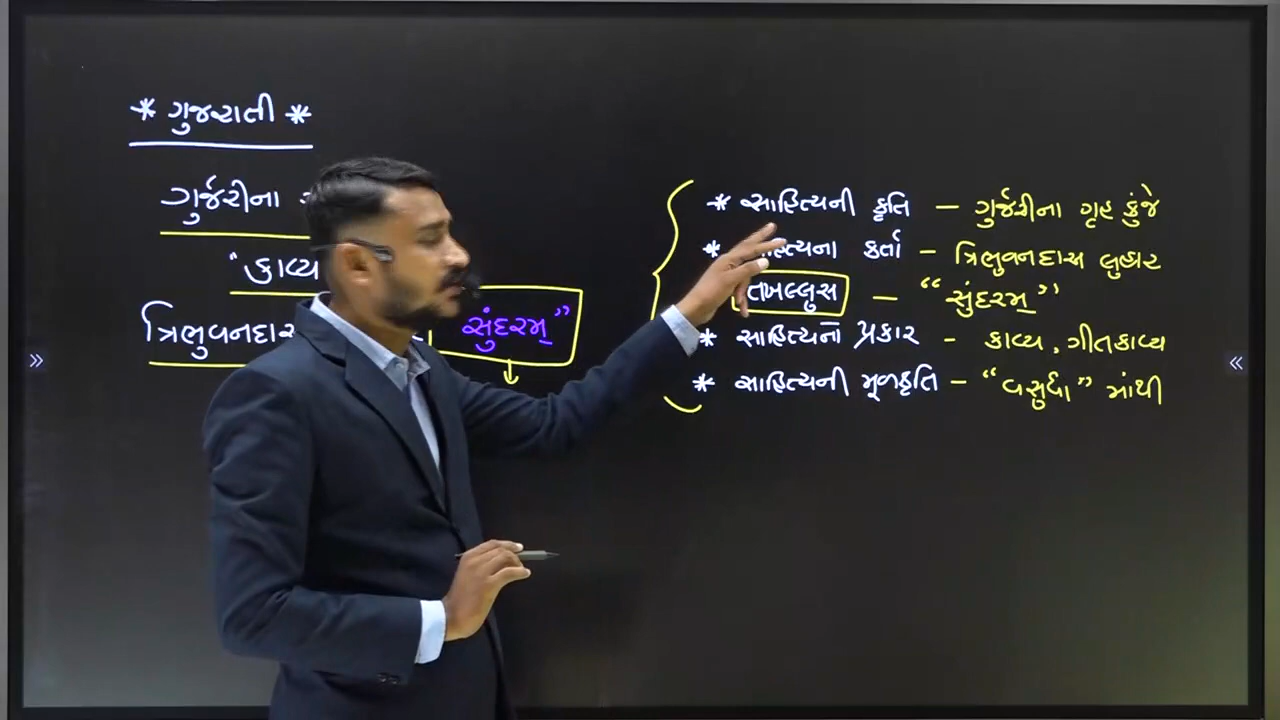 * ગુજરાતી *
ગુર્જરીના
"કાવ્ય
ત્રિભુવનદાસ
સુંદરમ્"
* સાહિત્યની કૃતિ - ગુર્જરીના ગૃહ કુંજે
* સાહિત્યના કર્તા - ત્રિભુવનદાસ લુહાર
તખલ્લુસ - "સુંદરમ્"
* સાહિત્યનો પ્રકાર - કાવ્ય, ગીતકાવ્ય
* સાહિત્યની મૂળકૃતિ - "વસુધા" માંથી